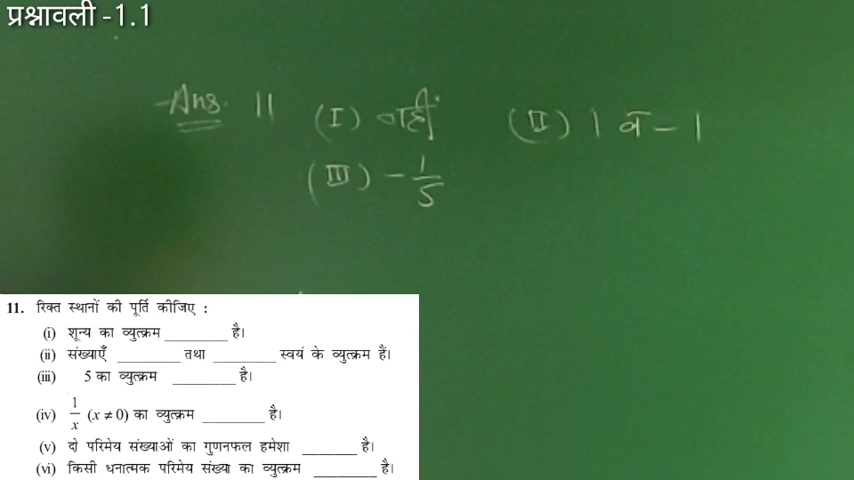 प्रश्नावली -1.1
Ans. 11 (I) नहीं (II) 1 व -1
(III) -1/5
11. रिक्त स्थानों की पूर्ति कीजिए :
(i) शून्य का व्युत्क्रम ________ है।
(ii) संख्याएँ ________ तथा ________ स्वयं के व्युत्क्रम हैं।
(iii) 5 का व्युत्क्रम ________ है।
(iv) 1/x (x ≠ 0) का व्युत्क्रम ________ है।
(v) दो परिमेय संख्याओं का गुणनफल हमेशा _______ है।
(vi) किसी धनात्मक परिमेय संख्या का व्युत्क्रम ________ है।